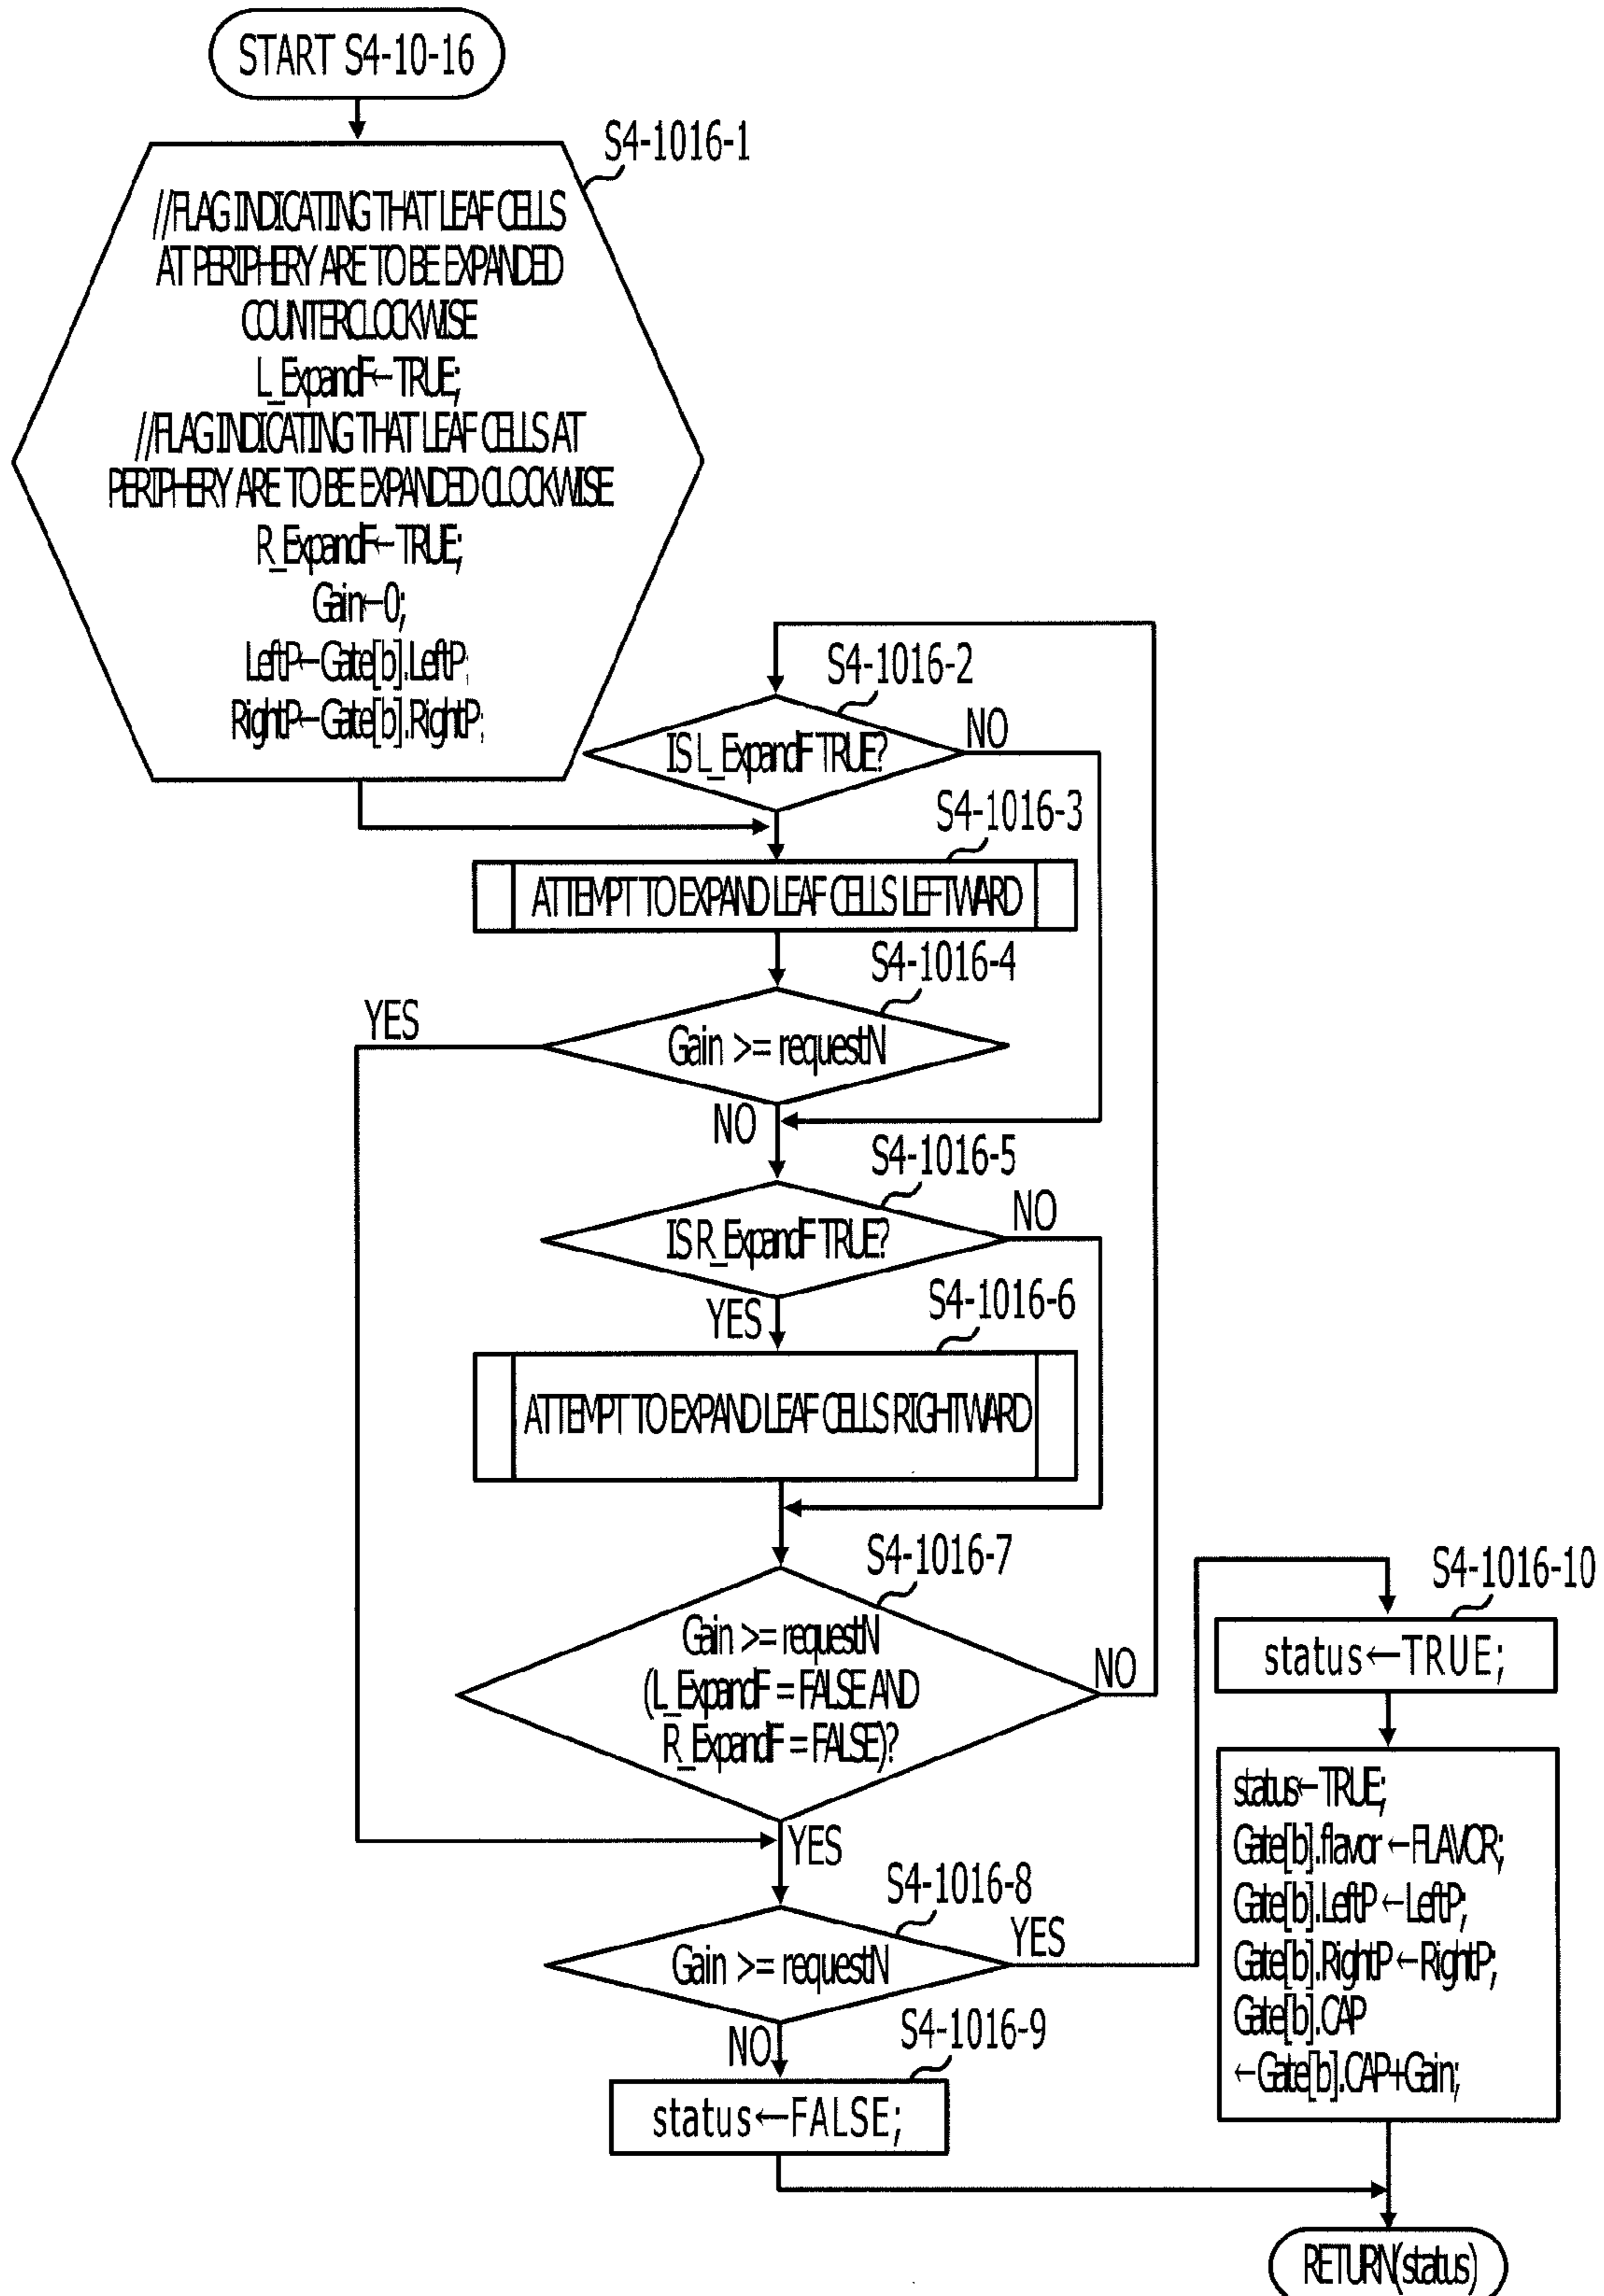 START S4-10-16
S4-1016-1
//FLAG INDICATING THAT LEAF CELLS
AT PERIPHERY ARE TO BE EXPANDED
COUNTERCLOCKWISE
L_ExpandF←TRUE;
//FLAG INDICATING THAT LEAF CELLS AT
PERIPHERY ARE TO BE EXPANDED CLOCKWISE
R_ExpandF←TRUE;
Gain←0;
LeftP←Gate[b].LeftP;
RightP←Gate[b].RightP;
S4-1016-2
IS L_ExpandF TRUE?
NO
S4-1016-3
ATTEMPT TO EXPAND LEAF CELLS LEFTWARD
S4-1016-4
YES
Gain >= requestN
NO
S4-1016-5
IS R_ExpandF TRUE?
NO
YES
S4-1016-6
ATTEMPT TO EXPAND LEAF CELLS RIGHTWARD
S4-1016-7
Gain >= requestN
(L_ExpandF = FALSE AND
R_ExpandF = FALSE)?
NO
YES
S4-1016-8
Gain >= requestN
YES
NO
S4-1016-9
status←FALSE;
S4-1016-10
status←TRUE;
status←TRUE;
Gate[b].flavor←FLAVOR;
Gate[b].LeftP←LeftP;
Gate[b].RightP←RightP;
Gate[b].CAP
←Gate[b].CAP+Gain;
RETURN(status)